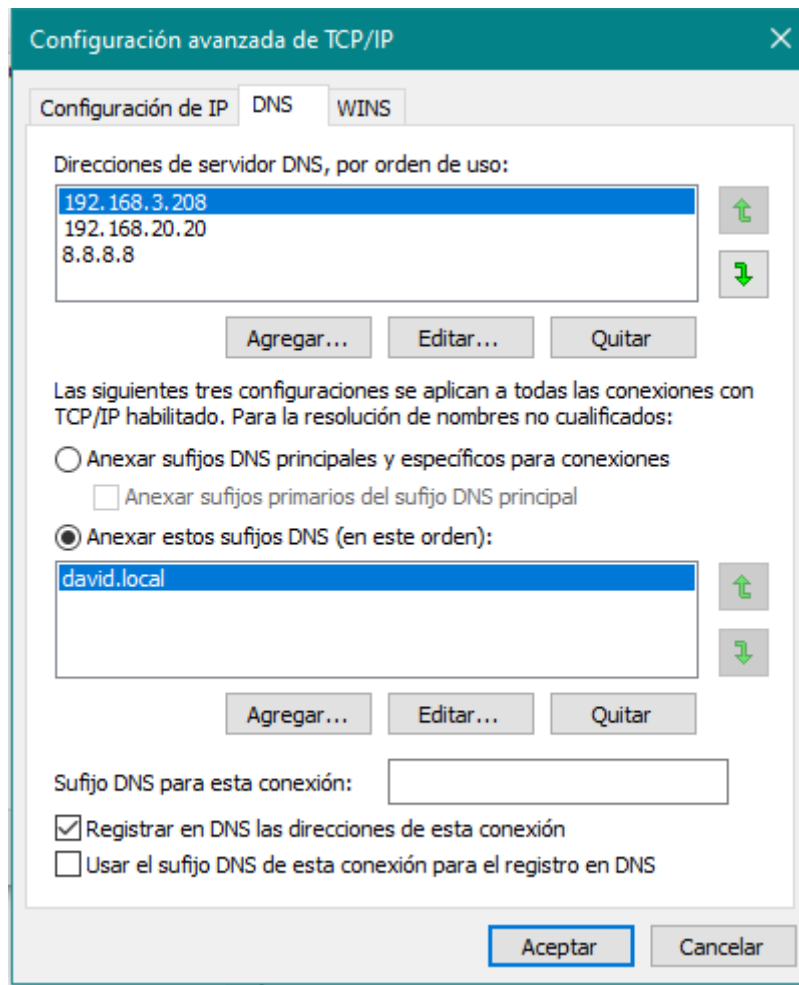 Configuración avanzada de TCP/IP
Configuración de IP DNS WINS
Direcciones de servidor DNS, por orden de uso:
192.168.3.208
192.168.20.20
8.8.8.8
Agregar... Editar... Quitar
Las siguientes tres configuraciones se aplican a todas las conexiones con
TCP/IP habilitado. Para la resolución de nombres no cualificados:
Anexar sufijos DNS principales y específicos para conexiones
Anexar sufijos primarios del sufijo DNS principal
Anexar estos sufijos DNS (en este orden):
david.local
Agregar... Editar... Quitar
Sufijo DNS para esta conexión:
Registrar en DNS las direcciones de esta conexión
Usar el sufijo DNS de esta conexión para el registro en DNS
Aceptar Cancelar